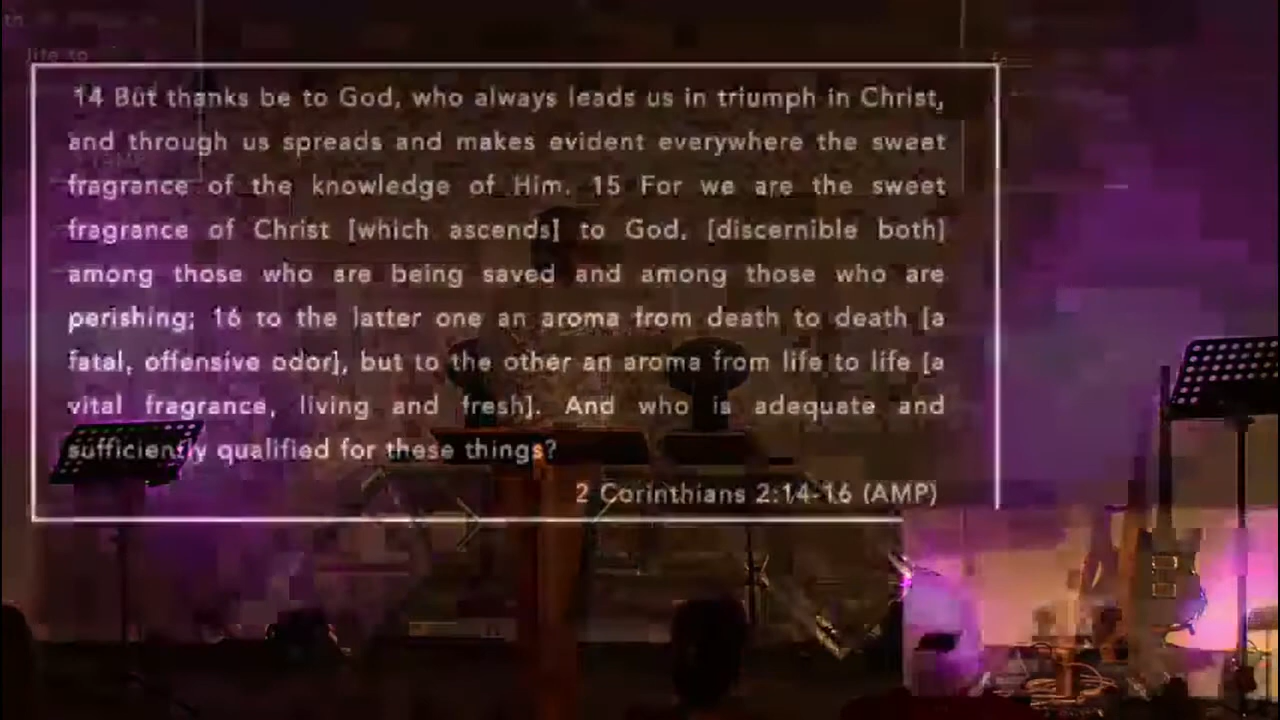 life to
14 But thanks be to God, who always leads us in triumph in Christ,
and through us spreads and makes evident everywhere the sweet
fragrance of the knowledge of Him. 15 For we are the sweet
fragrance of Christ [which ascends] to God, [discernible both]
among those who are being saved and among those who are
perishing; 16 to the latter one an aroma from death to death [a
fatal, offensive odor], but to the other an aroma from life to life [a
vital fragrance, living and fresh]. And who is adequate and
sufficiently qualified for these things?
2 Corinthians 2:14-16 (AMP)